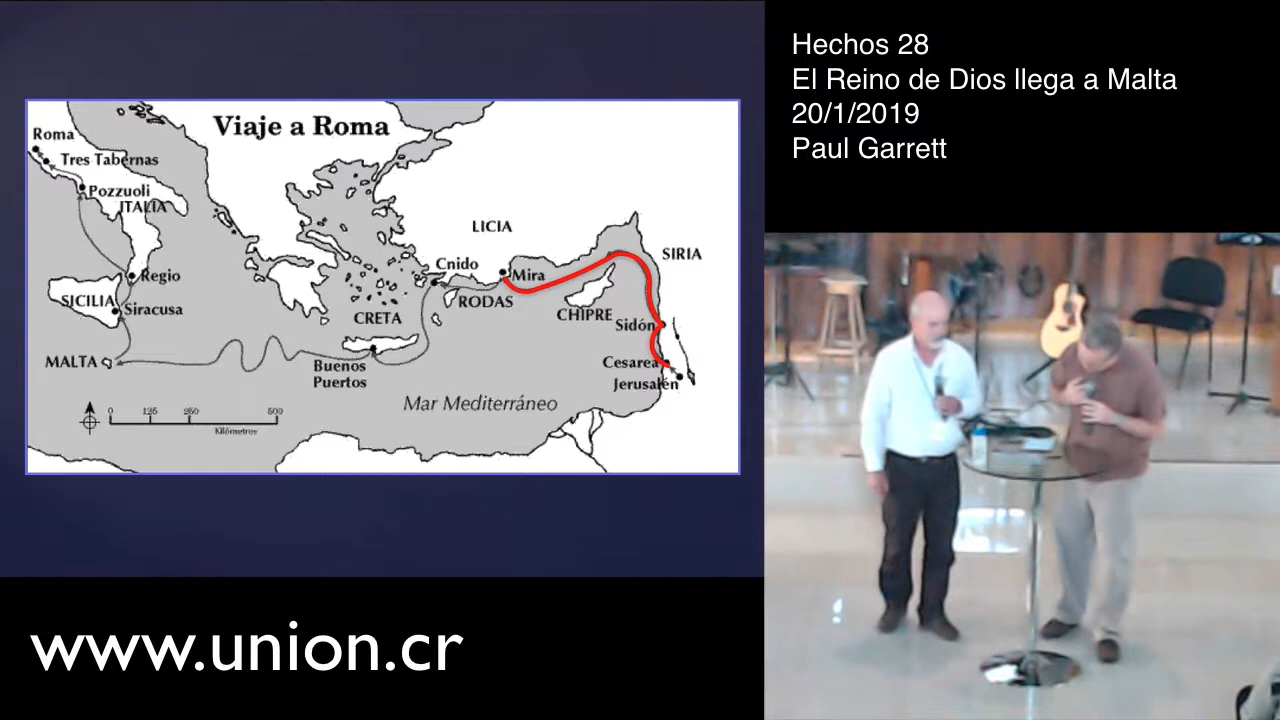 Hechos 28
El Reino de Dios llega a Malta
20/1/2019
Paul Garrett
Viaje a Roma
Roma
Tres Tabernas
Pozzuoli
ITALIA
LICIA
SIRIA
Cnido
Mira
Regio
SICILIA
Siracusa
RODAS
CRETA
CHIPRE
Sidón
MALTA
Buenos
Puertos
Cesarea
Jerusalén
Mar Mediterráneo
0 125 250 500
Kilómetros
www.union.cr